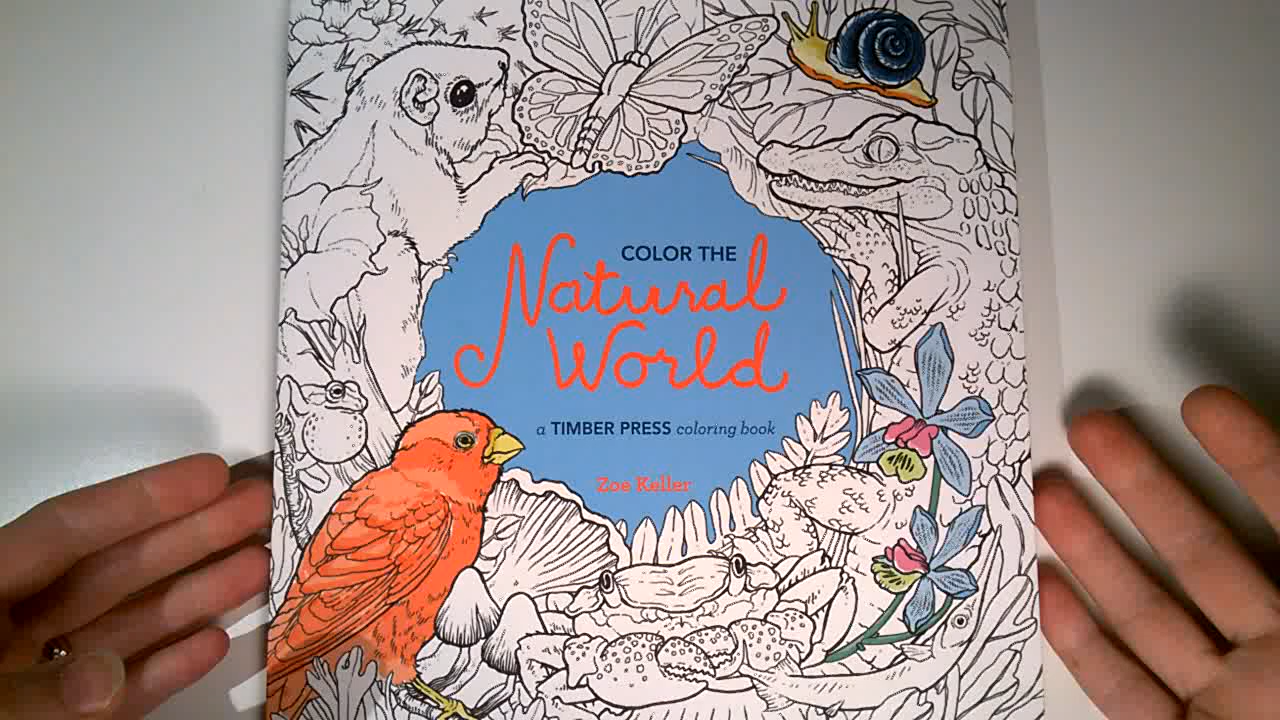 COLOR THE
Natural
World
a TIMBER PRESS coloring book
Zoe Keller